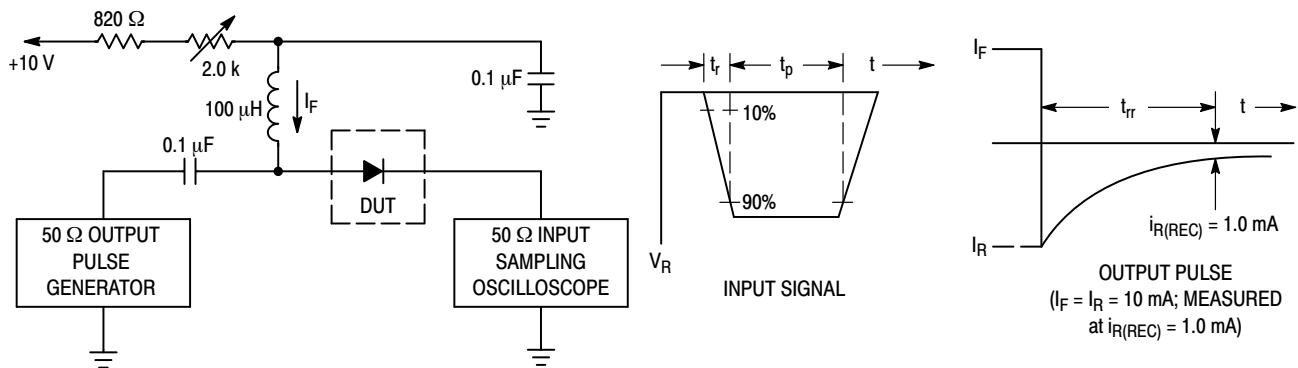 820 Ω
+10 V
2.0 k
100 μH
I_F
0.1 μF
0.1 μF
DUT
50 Ω OUTPUT
PULSE
GENERATOR
50 Ω INPUT
SAMPLING
OSCILLOSCOPE
t_r
t_p
t
10%
90%
V_R
INPUT SIGNAL
I_F
t_rr
t
I_R
i_R(REC) = 1.0 mA
OUTPUT PULSE
(I_F = I_R = 10 mA; MEASURED
at i_R(REC) = 1.0 mA)